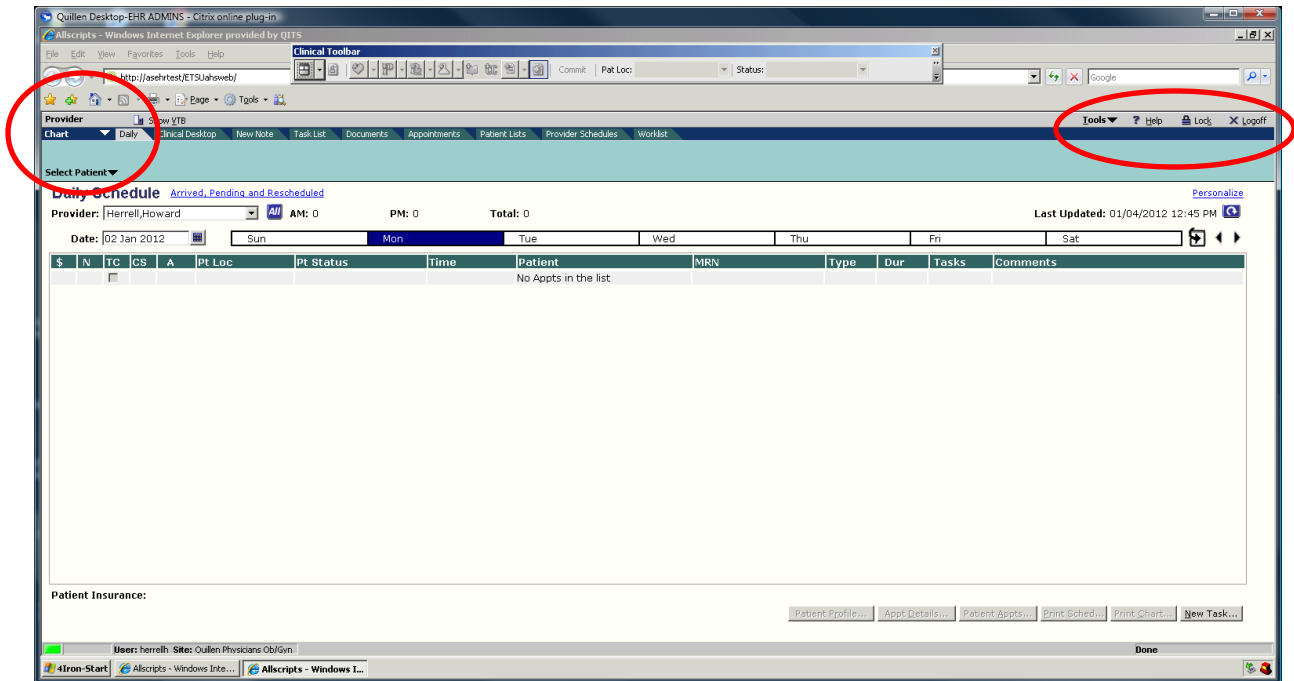 Quillen Desktop-EHR ADMINS - Citrix online plug-in
Allscripts - Windows Internet Explorer provided by QITS
File Edit View Favorites Tools Help
Clinical Toolbar
Commit Pat Loc: Status:
http://asehrtest/ETSUahsweb/
Google
Page Tools
Provider Show VTB Tools Help Lock Logoff
Chart Daily Clinical Desktop New Note Task List Documents Appointments Patient Lists Provider Schedules Worklist
Select Patient
Daily Schedule Arrived, Pending and Rescheduled Personalize
Provider: Herrell,Howard All AM: 0 PM: 0 Total: 0 Last Updated: 01/04/2012 12:45 PM
Date: 02 Jan 2012 Sun Mon Tue Wed Thu Fri Sat
$ N TC CS A Pt Loc Pt Status Time Patient MRN Type Dur Tasks Comments
No Appts in the list
Patient Insurance:
Patient Profile... Appt Details... Patient Appts... Print Sched... Print Chart... New Task...
User: herrelh Site: Quillen Physicians Ob/Gyn Done
4Iron-Start Allscripts - Windows Inte... Allscripts - Windows I...